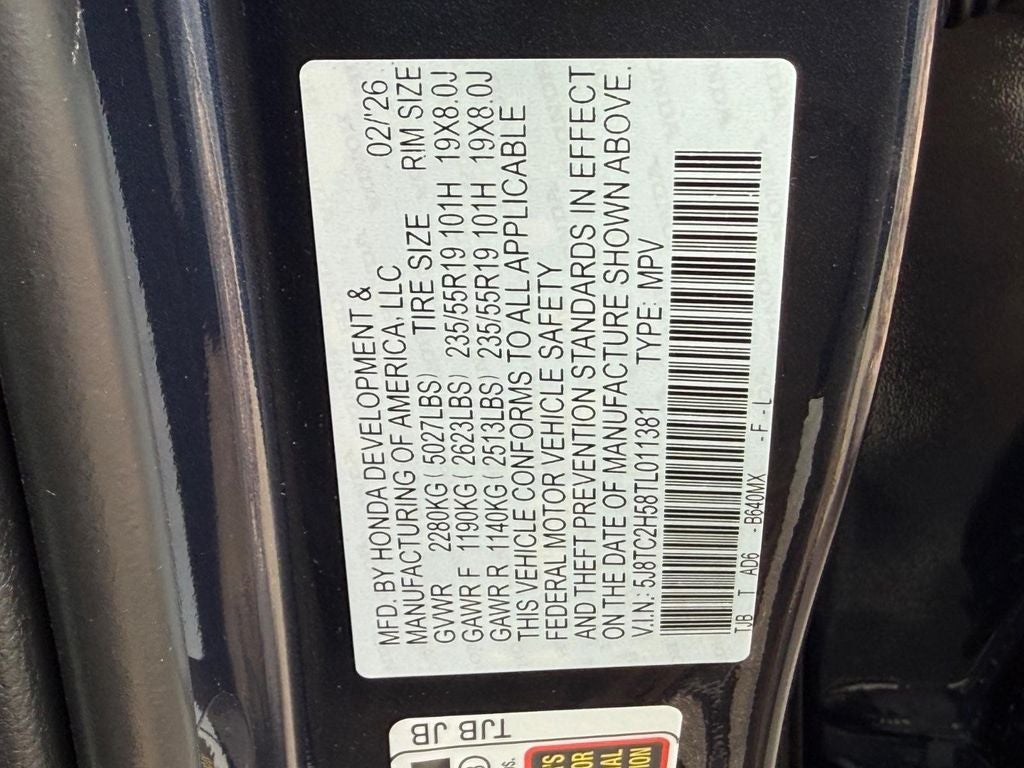 MFD. BY HONDA DEVELOPMENT & 02/'26
MANUFACTURING OF AMERICA, LLC TIRE SIZE RIM SIZE
GVWR 2280KG( 5027LBS)
GAWR F 1190KG( 2623LBS) 235/55R19 101H 19X8.0J
GAWR R 1140KG( 2513LBS) 235/55R19 101H 19X8.0J
THIS VEHICLE CONFORMS TO ALL APPLICABLE
FEDERAL MOTOR VEHICLE SAFETY
AND THEFT PREVENTION STANDARDS IN EFFECT
ON THE DATE OF MANUFACTURE SHOWN ABOVE.
V.I.N: 5J8TC2H58TL011381 TYPE: MPV
TJB T AD6 -B640MX -F-L
TJB JB